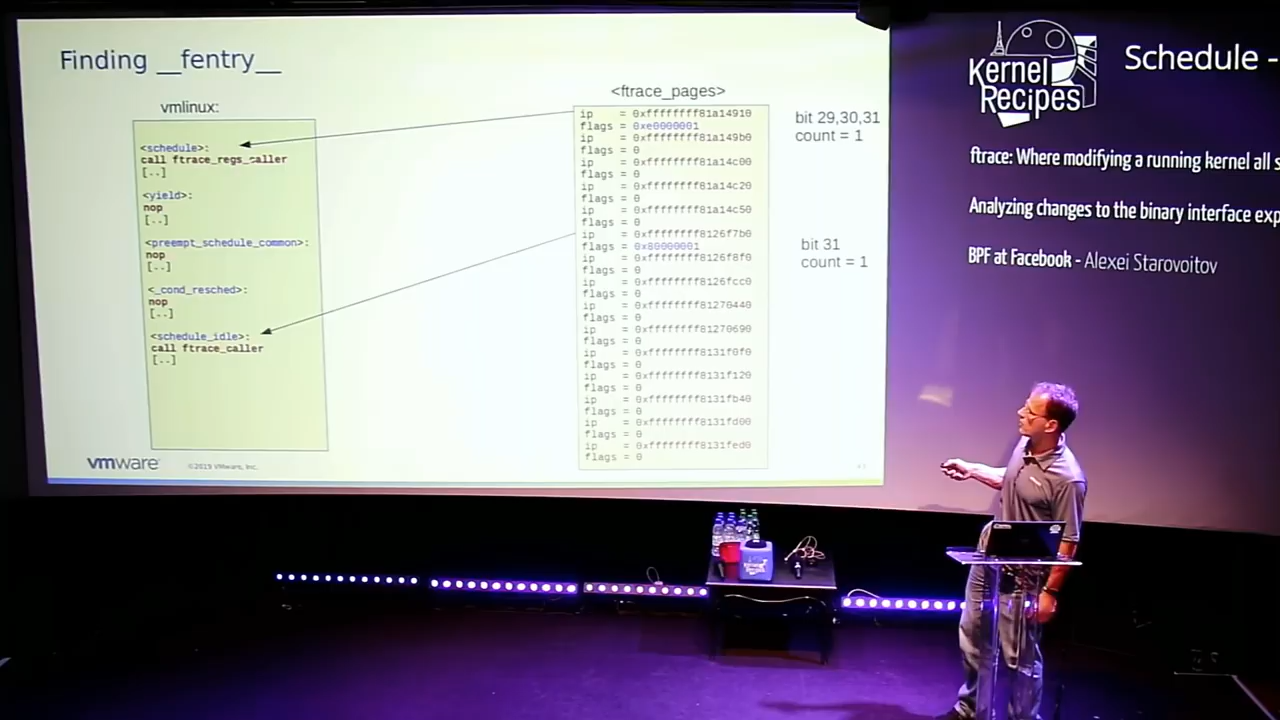 Finding __fentry__
vmlinux:
<schedule>:
call ftrace_regs_caller
[..]
<yield>:
nop
[..]
<preempt_schedule_common>:
nop
[..]
<_cond_resched>:
nop
[..]
<schedule_idle>:
call ftrace_caller
[..]
<ftrace_pages>
ip = 0xffffffff81a14910
flags = 0xe0000001
ip = 0xffffffff81a149b0
flags = 0
ip = 0xffffffff81a14c00
flags = 0
ip = 0xffffffff81a14c20
flags = 0
ip = 0xffffffff81a14c50
flags = 0
ip = 0xffffffff8126f7b0
flags = 0x80000001
ip = 0xffffffff8126f8f0
flags = 0
ip = 0xffffffff8126fcc0
flags = 0
ip = 0xffffffff81270440
flags = 0
ip = 0xffffffff81270690
flags = 0
ip = 0xffffffff8131f0f0
flags = 0
ip = 0xffffffff8131f120
flags = 0
ip = 0xffffffff8131fb40
flags = 0
ip = 0xffffffff8131fd00
flags = 0
ip = 0xffffffff8131fed0
flags = 0
bit 29,30,31
count = 1
bit 31
count = 1
vmware
©2019 VMware, Inc.
Kernel
Recipes
Schedule -
ftrace: Where modifying a running kernel all s
Analyzing changes to the binary interface exp
BPF at Facebook - Alexei Starovoitov